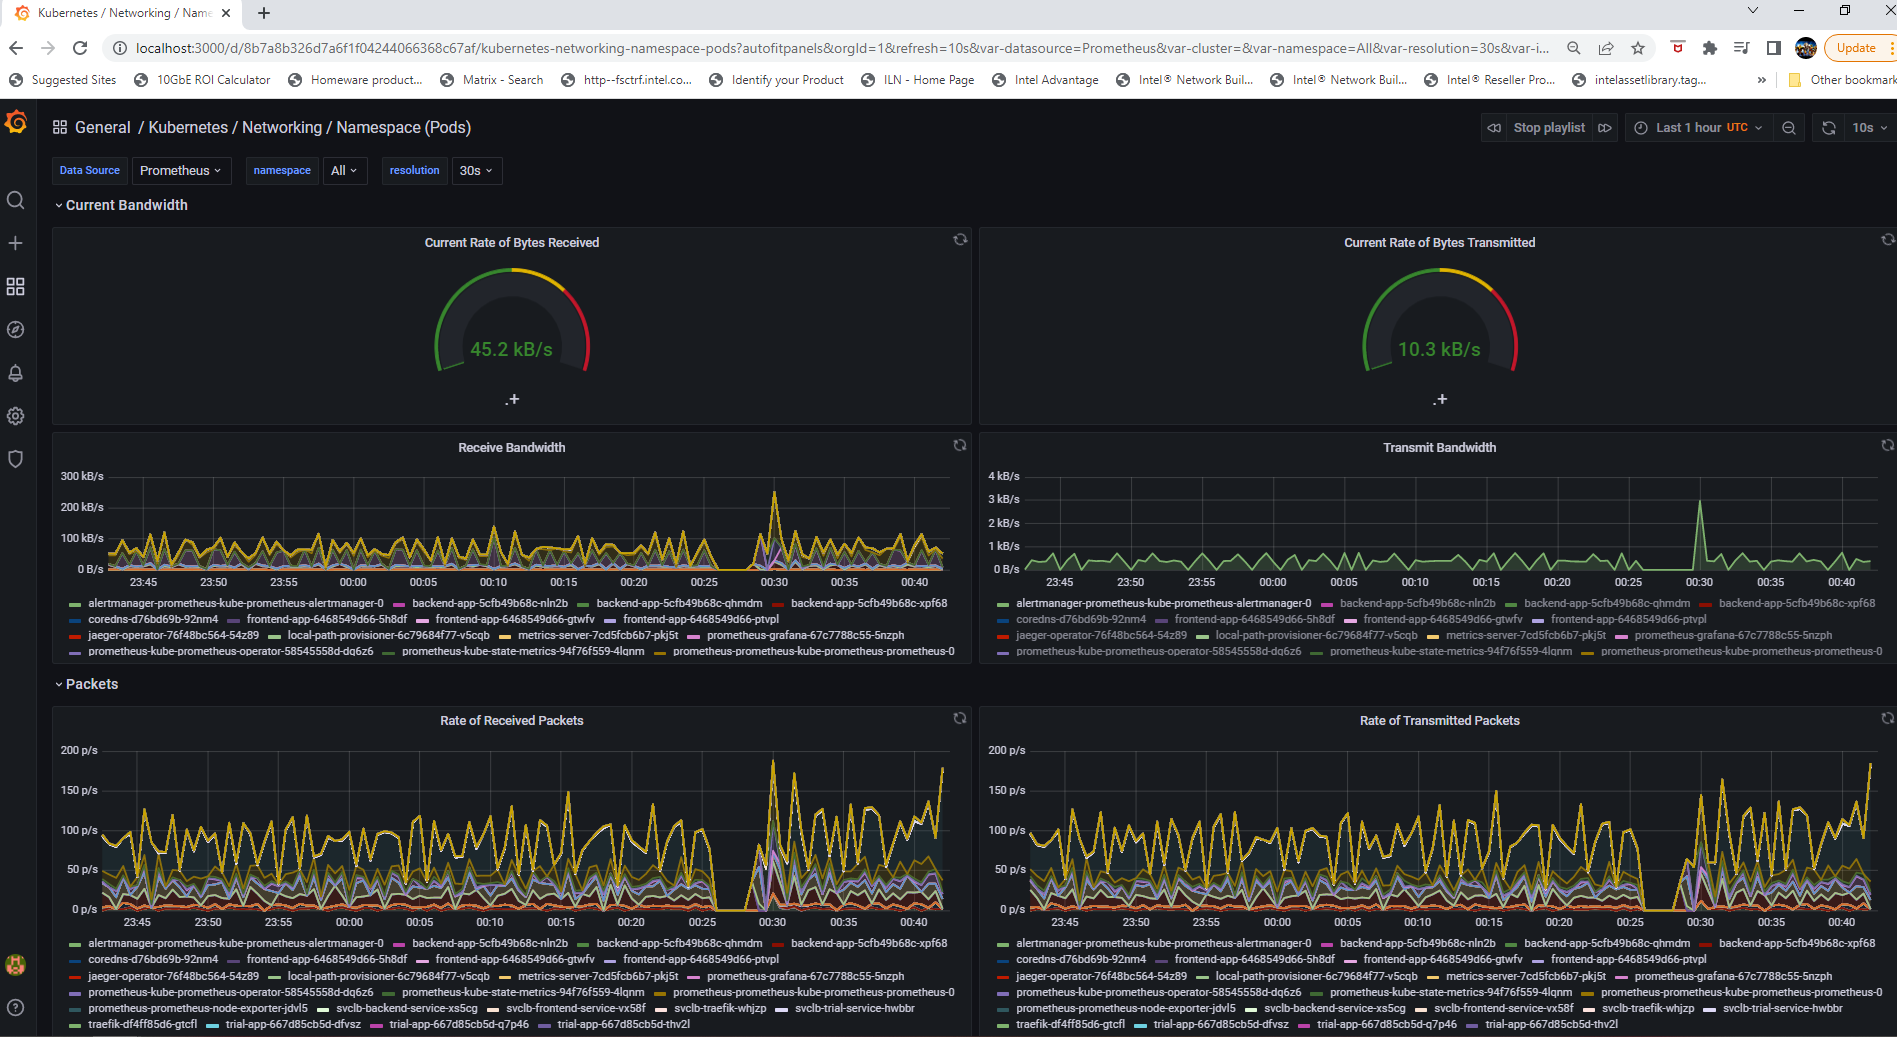 Kubernetes / Networking / Name
localhost:3000/d/8b7a8b326d7a6f1f04244066368c67af/kubernetes-networking-namespace-pods?autofitpanels&orgId=1&refresh=10s&var-datasource=Prometheus&var-cluster=&var-namespace=All&var-resolution=30s&var-i...
Update
Suggested Sites 10GbE ROI Calculator Homeware produc... Matrix - Search http--fsctrf.intel.co... Identify your Product ILN - Home Page Intel Advantage Intel® Network Buil... Intel® Network Buil... Intel® Reseller Pro... intelassetlibrary.tag... » Other bookmark
General / Kubernetes / Networking / Namespace (Pods)
Stop playlist Last 1 hour UTC 10s
Data Source Prometheus namespace All resolution 30s
Current Bandwidth
Current Rate of Bytes Received
45.2 kB/s
.+
Current Rate of Bytes Transmitted
10.3 kB/s
.+
Receive Bandwidth
300 kB/s
200 kB/s
100 kB/s
0 B/s
23:45 23:50 23:55 00:00 00:05 00:10 00:15 00:20 00:25 00:30 00:35 00:40
alertmanager-prometheus-kube-prometheus-alertmanager-0 backend-app-5cfb49b68c-nln2b backend-app-5cfb49b68c-qhmdm backend-app-5cfb49b68c-xpf68
coredns-d76bd69b-92nm4 frontend-app-6468549d66-5h8df frontend-app-6468549d66-gtwfv frontend-app-6468549d66-ptvpl
jaeger-operator-76f48bc564-54z89 local-path-provisioner-6c79684f77-v5cqb metrics-server-7cd5fcb6b7-pkj5t prometheus-grafana-67c7788c55-5nzph
prometheus-kube-prometheus-operator-58545558d-dq6z6 prometheus-kube-state-metrics-94f76f559-4lqnm prometheus-prometheus-kube-prometheus-prometheus-0
Transmit Bandwidth
4 kB/s
3 kB/s
2 kB/s
1 kB/s
0 B/s
23:45 23:50 23:55 00:00 00:05 00:10 00:15 00:20 00:25 00:30 00:35 00:40
alertmanager-prometheus-kube-prometheus-alertmanager-0 backend-app-5cfb49b68c-nln2b backend-app-5cfb49b68c-qhmdm backend-app-5cfb49b68c-xpf68
coredns-d76bd69b-92nm4 frontend-app-6468549d66-5h8df frontend-app-6468549d66-gtwfv frontend-app-6468549d66-ptvpl
jaeger-operator-76f48bc564-54z89 local-path-provisioner-6c79684f77-v5cqb metrics-server-7cd5fcb6b7-pkj5t prometheus-grafana-67c7788c55-5nzph
prometheus-kube-prometheus-operator-58545558d-dq6z6 prometheus-kube-state-metrics-94f76f559-4lqnm prometheus-prometheus-kube-prometheus-prometheus-0
Packets
Rate of Received Packets
200 p/s
150 p/s
100 p/s
50 p/s
0 p/s
23:45 23:50 23:55 00:00 00:05 00:10 00:15 00:20 00:25 00:30 00:35 00:40
alertmanager-prometheus-kube-prometheus-alertmanager-0 backend-app-5cfb49b68c-nln2b backend-app-5cfb49b68c-qhmdm backend-app-5cfb49b68c-xpf68
coredns-d76bd69b-92nm4 frontend-app-6468549d66-5h8df frontend-app-6468549d66-gtwfv frontend-app-6468549d66-ptvpl
jaeger-operator-76f48bc564-54z89 local-path-provisioner-6c79684f77-v5cqb metrics-server-7cd5fcb6b7-pkj5t prometheus-grafana-67c7788c55-5nzph
prometheus-kube-prometheus-operator-58545558d-dq6z6 prometheus-kube-state-metrics-94f76f559-4lqnm prometheus-prometheus-kube-prometheus-prometheus-0
prometheus-prometheus-node-exporter-jdvl5 svclb-backend-service-xs5cg svclb-frontend-service-vx58f svclb-traefik-whjzp svclb-trial-service-hwbbr
traefik-df4ff85d6-gtcfl trial-app-667d85cb5d-dfvsz trial-app-667d85cb5d-q7p46 trial-app-667d85cb5d-thv2l
Rate of Transmitted Packets
200 p/s
150 p/s
100 p/s
50 p/s
0 p/s
23:45 23:50 23:55 00:00 00:05 00:10 00:15 00:20 00:25 00:30 00:35 00:40
alertmanager-prometheus-kube-prometheus-alertmanager-0 backend-app-5cfb49b68c-nln2b backend-app-5cfb49b68c-qhmdm backend-app-5cfb49b68c-xpf68
coredns-d76bd69b-92nm4 frontend-app-6468549d66-5h8df frontend-app-6468549d66-gtwfv frontend-app-6468549d66-ptvpl
jaeger-operator-76f48bc564-54z89 local-path-provisioner-6c79684f77-v5cqb metrics-server-7cd5fcb6b7-pkj5t prometheus-grafana-67c7788c55-5nzph
prometheus-kube-prometheus-operator-58545558d-dq6z6 prometheus-kube-state-metrics-94f76f559-4lqnm prometheus-prometheus-kube-prometheus-prometheus-0
prometheus-prometheus-node-exporter-jdvl5 svclb-backend-service-xs5cg svclb-frontend-service-vx58f svclb-traefik-whjzp svclb-trial-service-hwbbr
traefik-df4ff85d6-gtcfl trial-app-667d85cb5d-dfvsz trial-app-667d85cb5d-q7p46 trial-app-667d85cb5d-thv2l